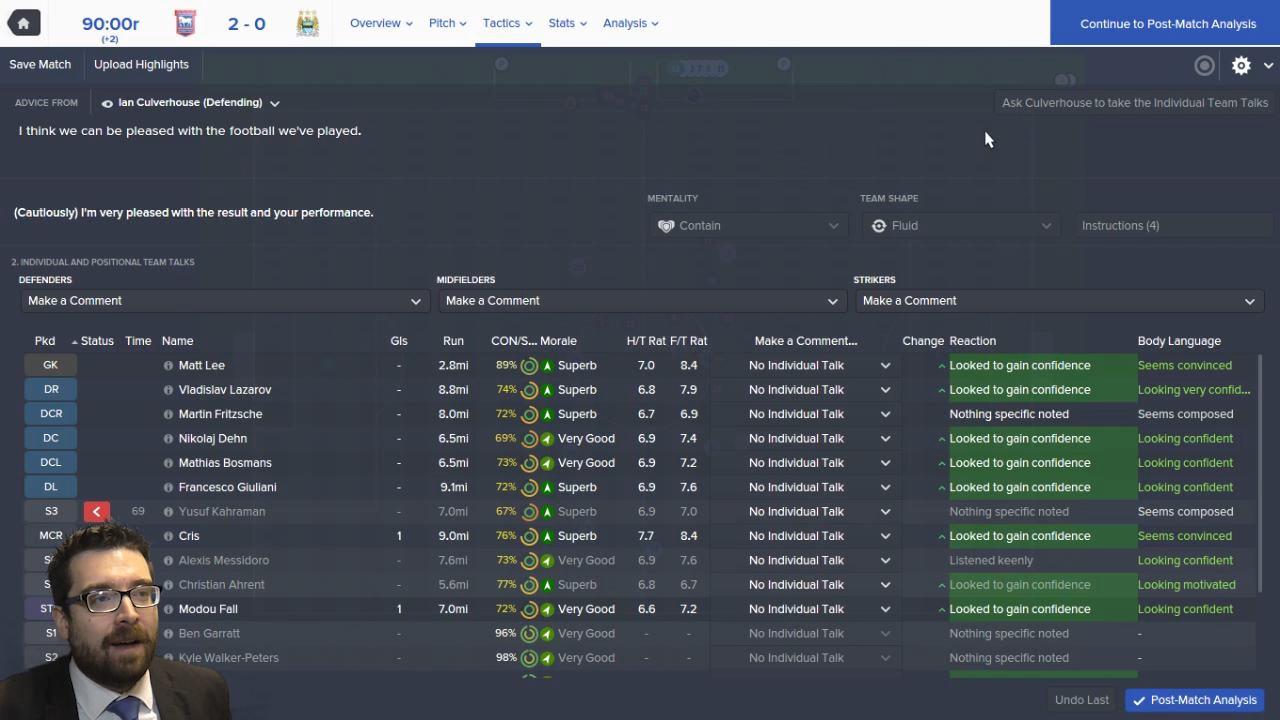 90:00r 2 - 0 Overview Pitch Tactics Stats Analysis Continue to Post-Match Analysis
(+2)
Save Match Upload Highlights
ADVICE FROM Ian Culverhouse (Defending) Ask Culverhouse to take the Individual Team Talks
I think we can be pleased with the football we've played.
MENTALITY TEAM SHAPE
(Cautiously) I'm very pleased with the result and your performance.
Contain Fluid Instructions (4)
2. INDIVIDUAL AND POSITIONAL TEAM TALKS
DEFENDERS MIDFIELDERS STRIKERS
Make a Comment Make a Comment Make a Comment
Pkd Status Time Name Gls Run CON/S... Morale H/T Rat F/T Rat Make a Comment... Change Reaction Body Language
GK Matt Lee - 2.8mi 89% Superb 7.0 8.4 No Individual Talk Looked to gain confidence Seems convinced
DR Vladislav Lazarov - 8.8mi 74% Superb 6.8 7.9 No Individual Talk Looked to gain confidence Looking very confid...
DCR Martin Fritzsche - 8.0mi 72% Superb 6.7 6.9 No Individual Talk Nothing specific noted Seems composed
DC Nikolaj Dehn - 6.5mi 69% Very Good 6.9 7.4 No Individual Talk Looked to gain confidence Looking confident
DCL Mathias Bosmans - 6.5mi 73% Very Good 6.9 7.2 No Individual Talk Looked to gain confidence Looking confident
DL Francesco Giuliani - 9.1mi 72% Superb 6.9 7.6 No Individual Talk Looked to gain confidence Looking confident
S3 69 Yusuf Kahraman - 7.0mi 67% Superb 6.9 7.0 No Individual Talk Nothing specific noted Seems composed
MCR Cris 1 9.0mi 76% Superb 7.7 8.4 No Individual Talk Looked to gain confidence Seems convinced
Alexis Messidoro - 7.6mi 73% Very Good 6.9 7.6 No Individual Talk Listened keenly Looking confident
Christian Ahrent - 5.6mi 77% Superb 6.8 6.7 No Individual Talk Looked to gain confidence Looking motivated
Modou Fall 1 7.0mi 72% Very Good 6.6 7.2 No Individual Talk Looked to gain confidence Looking confident
S1 Ben Garratt - 96% Very Good - - No Individual Talk Nothing specific noted -
S2 Kyle Walker-Peters - 98% Very Good - - No Individual Talk Nothing specific noted -
Undo Last Post-Match Analysis